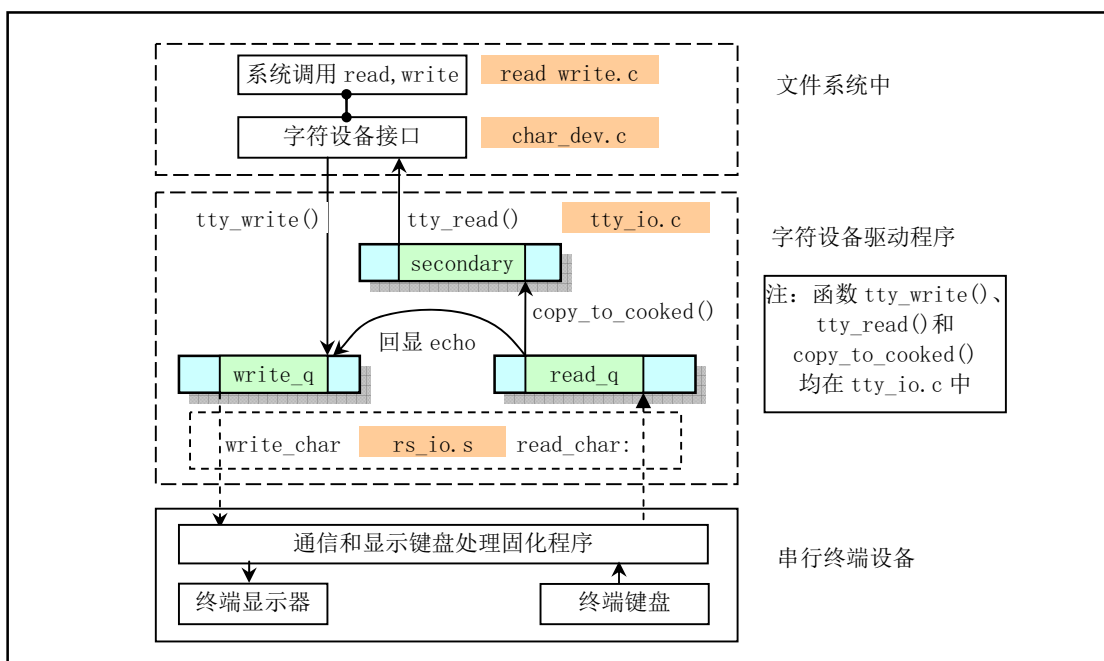 系统调用 read,write
read write.c
文件系统中
字符设备接口
char_dev.c
tty_write()
tty_read()
tty_io.c
字符设备驱动程序
secondary
copy_to_cooked()
注：函数 tty_write()、
tty_read()和
copy_to_cooked()
均在 tty_io.c 中
回显 echo
write_q
read_q
write_char
rs_io.s
read_char:
通信和显示键盘处理固化程序
串行终端设备
终端显示器
终端键盘